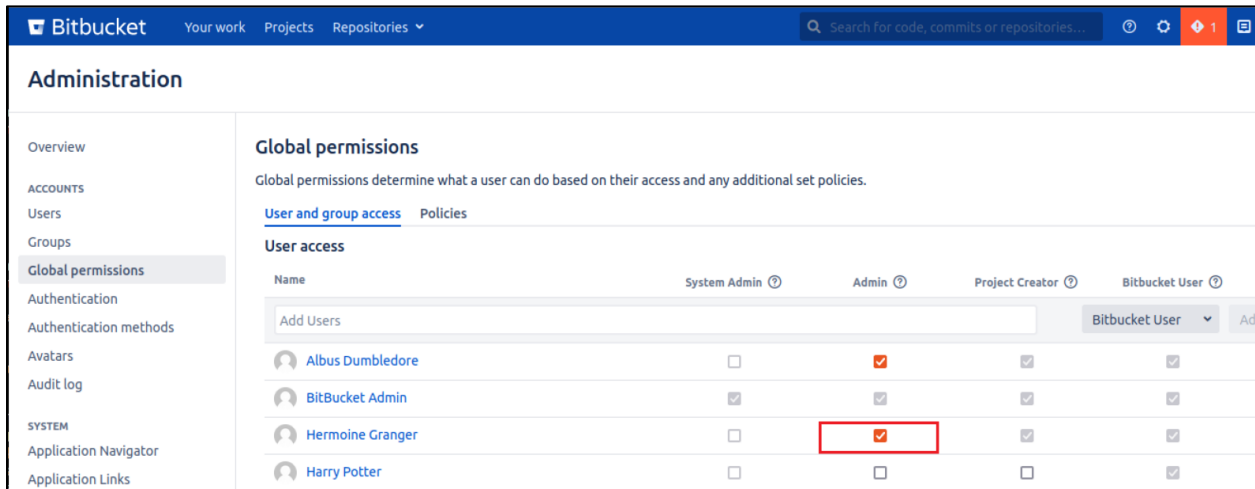 Bitbucket Your work Projects Repositories Search for code, commits or repositories... 1
Administration
Overview
ACCOUNTS
Users
Groups
Global permissions
Authentication
Authentication methods
Avatars
Audit log
SYSTEM
Application Navigator
Application Links
Global permissions
Global permissions determine what a user can do based on their access and any additional set policies.
User and group access Policies
User access
Name System Admin Admin Project Creator Bitbucket User
Add Users Bitbucket User
Albus Dumbledore
BitBucket Admin
Hermoine Granger
Harry Potter